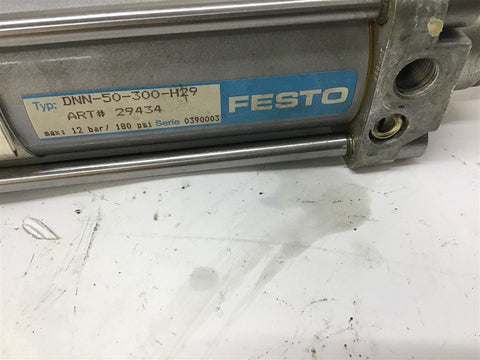 Typ: DNN-50-300-H29
ART# 29434
max: 12 bar/ 180 psi Serie 0390003
FESTO